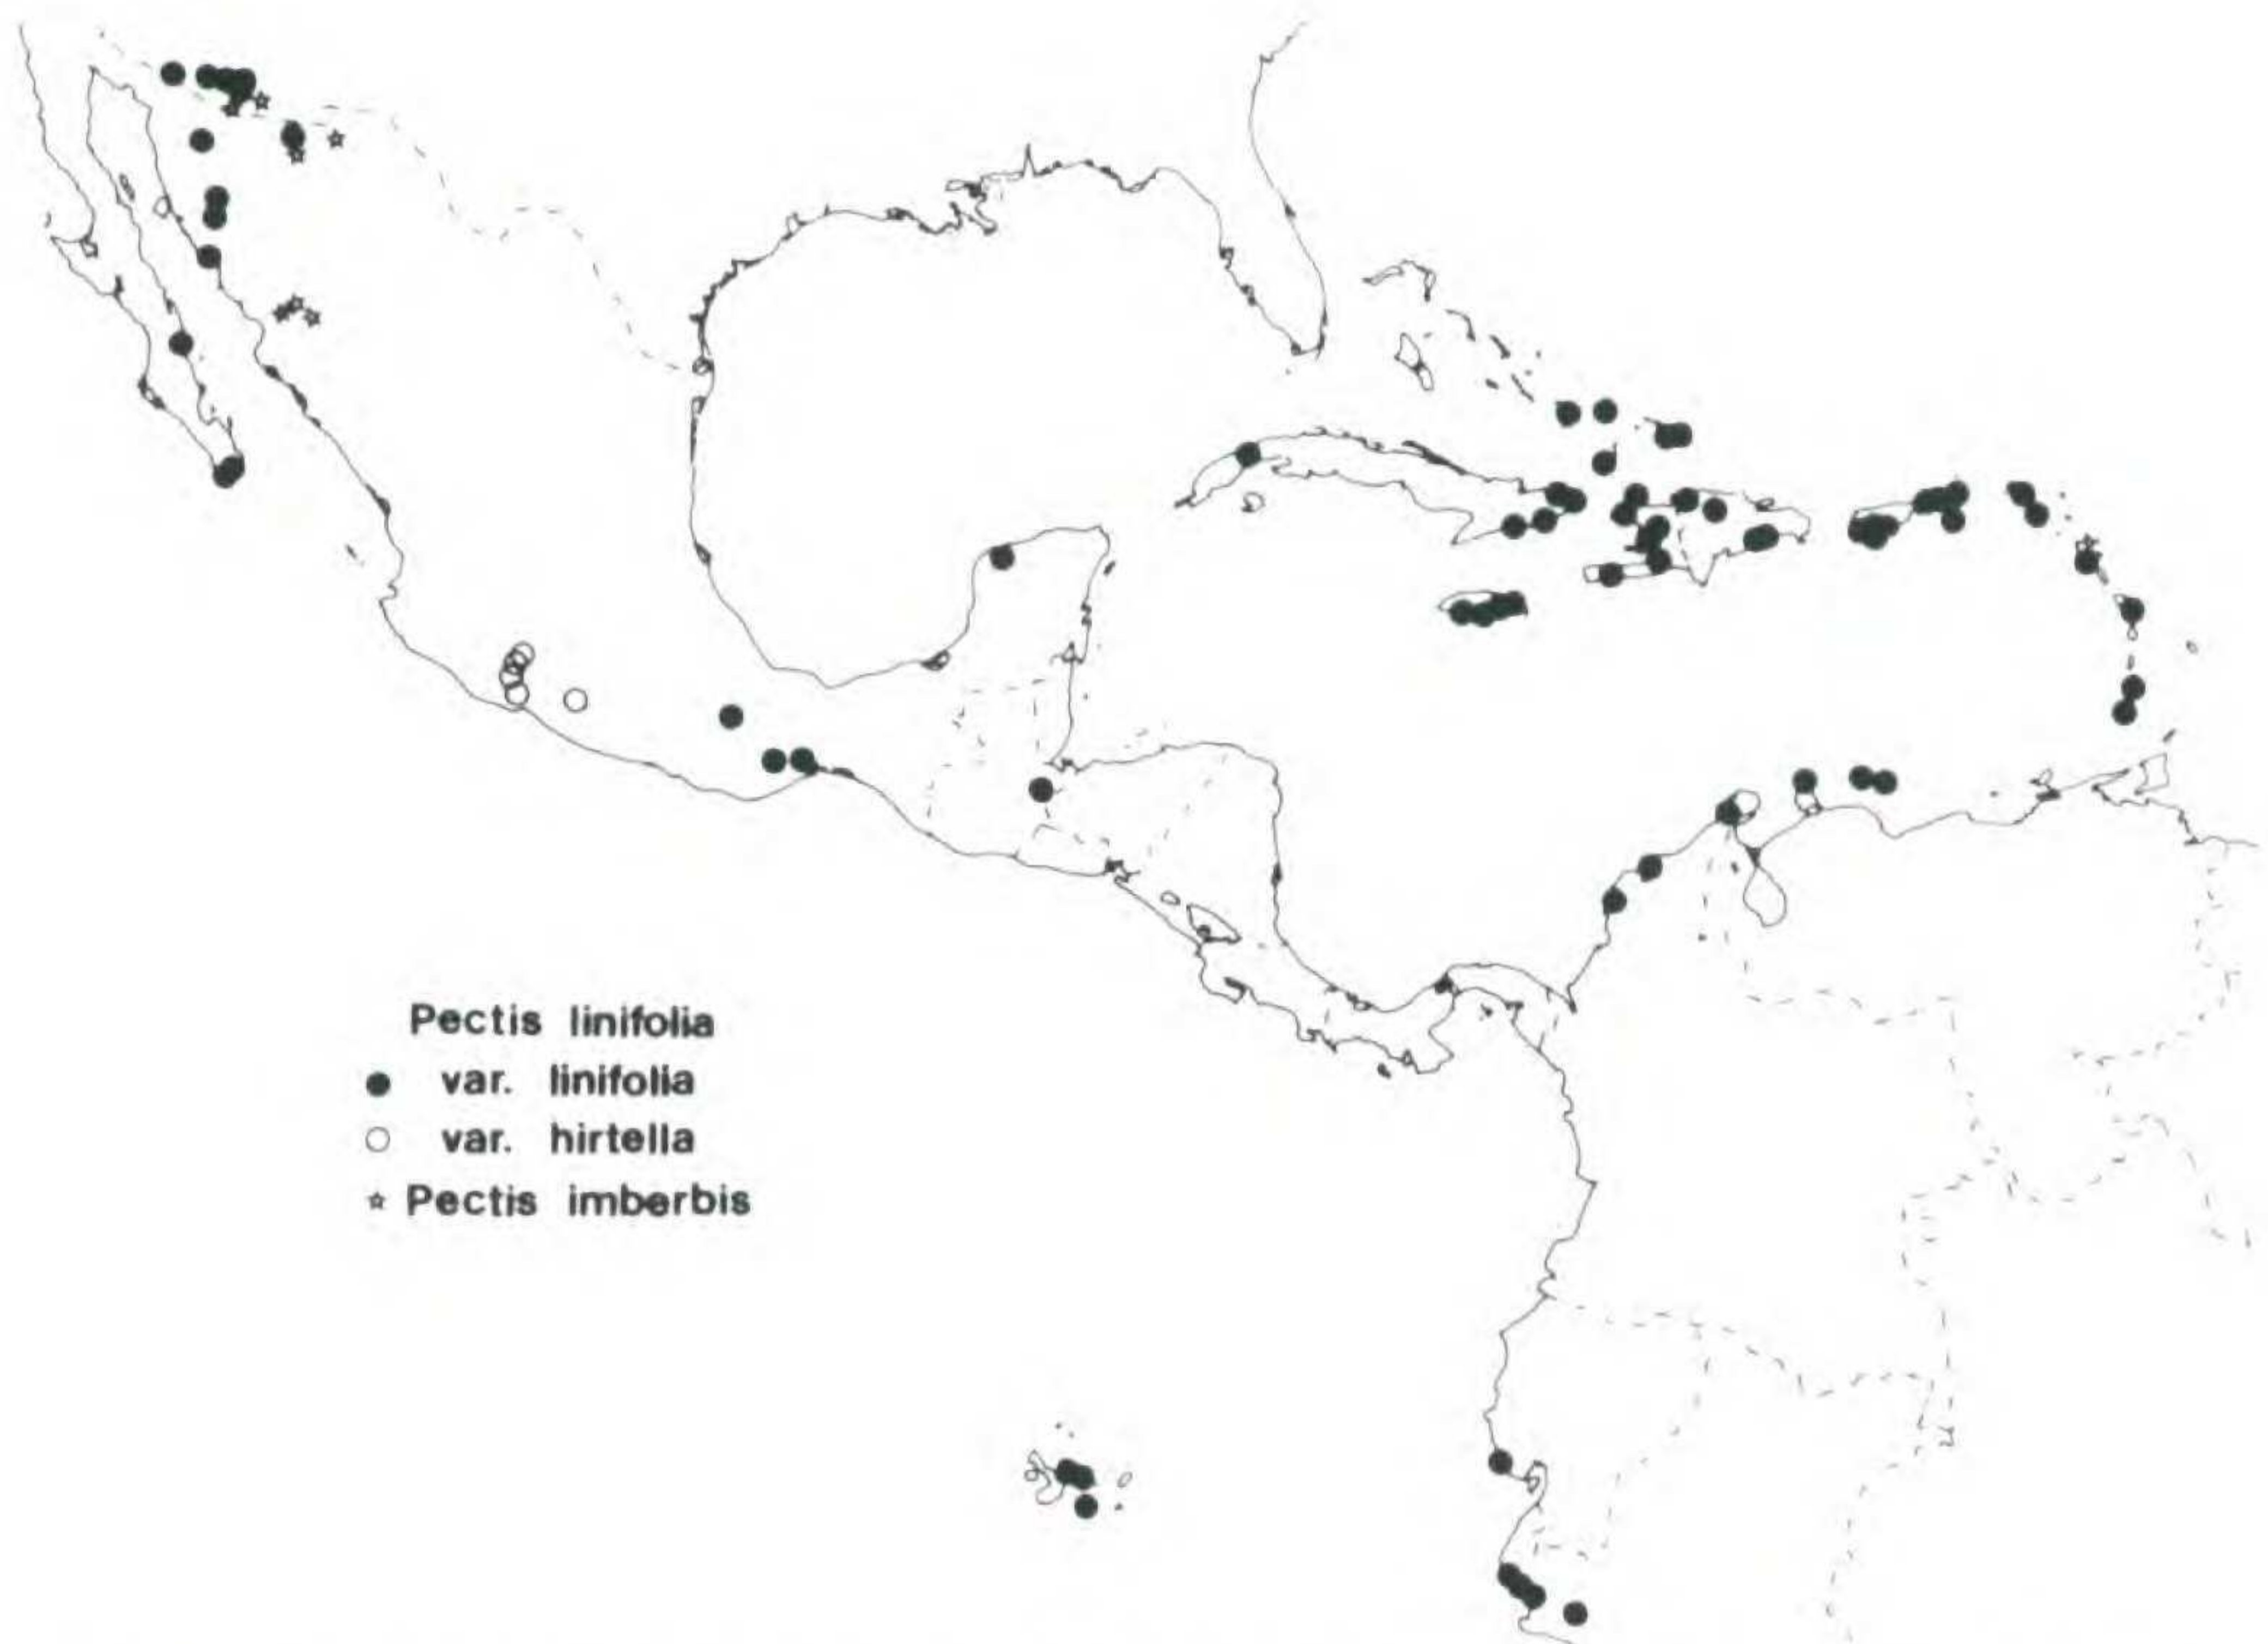 Pectis linifolia
var. linifolia
var. hirtella
Pectis imberbis